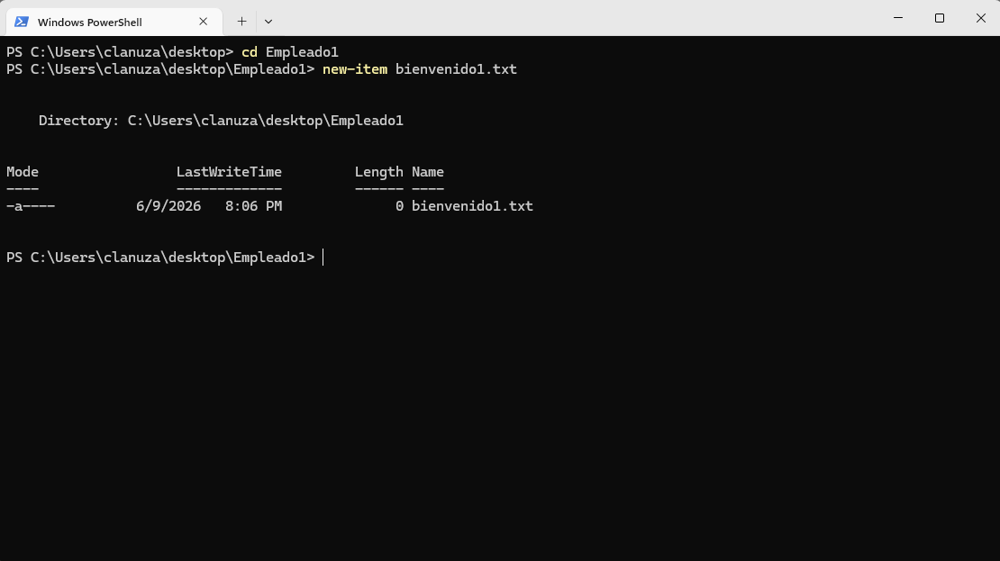 Windows PowerShell
PS C:\Users\clanuza\desktop> cd Empleado1
PS C:\Users\clanuza\desktop\Empleado1> new-item bienvenido1.txt
Directory: C:\Users\clanuza\desktop\Empleado1
Mode LastWriteTime Length Name
---- ------------- ------ ----
-a---- 6/9/2026 8:06 PM 0 bienvenido1.txt
PS C:\Users\clanuza\desktop\Empleado1>